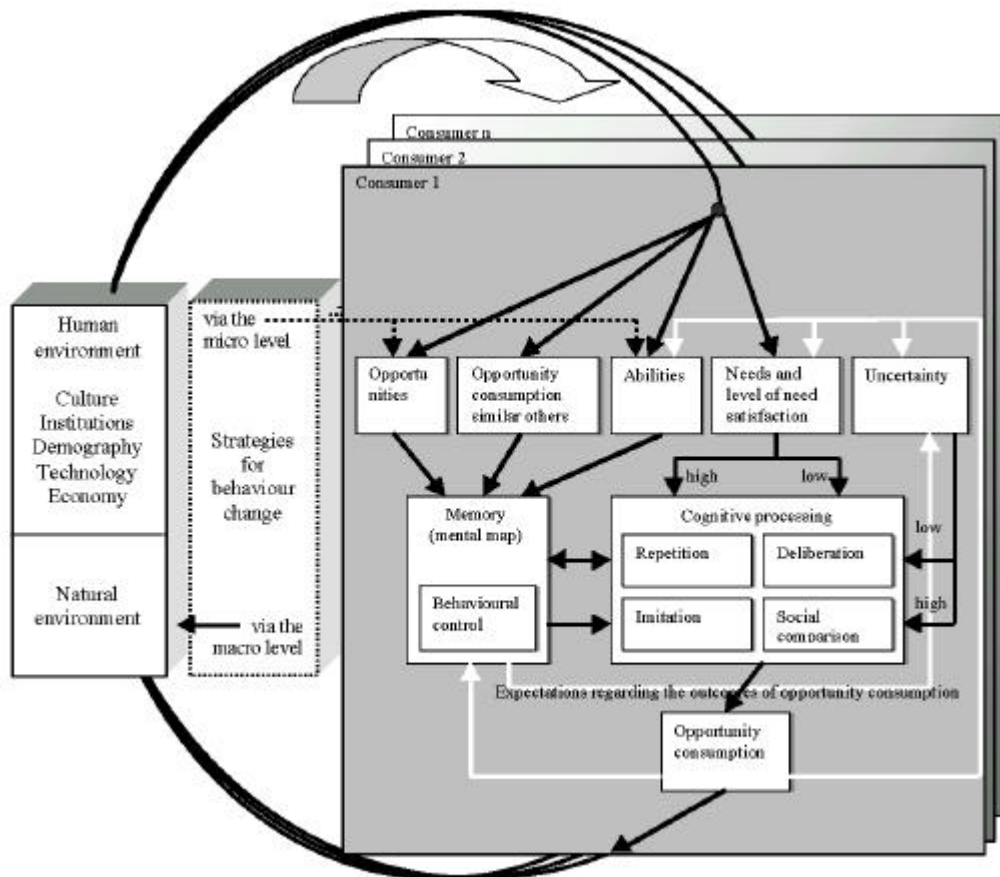 Consumer n
Consumer 2
Consumer 1
Human
environment
Culture
Institutions
Demography
Technology
Economy
Natural
environment
via the
micro level
Strategies
for
behaviour
change
via the
macro level
Opportu
nities
Opportunity
consumption
similar others
Abilities
Needs and
level of need
satisfaction
Uncertainty
high
low
Memory
(mental map)
Behavioural
control
Cognitive processing
Repetition
Deliberation
Imitation
Social
comparison
low
high
Expectations regarding the outcomes of opportunity consumption
Opportunity
consumption